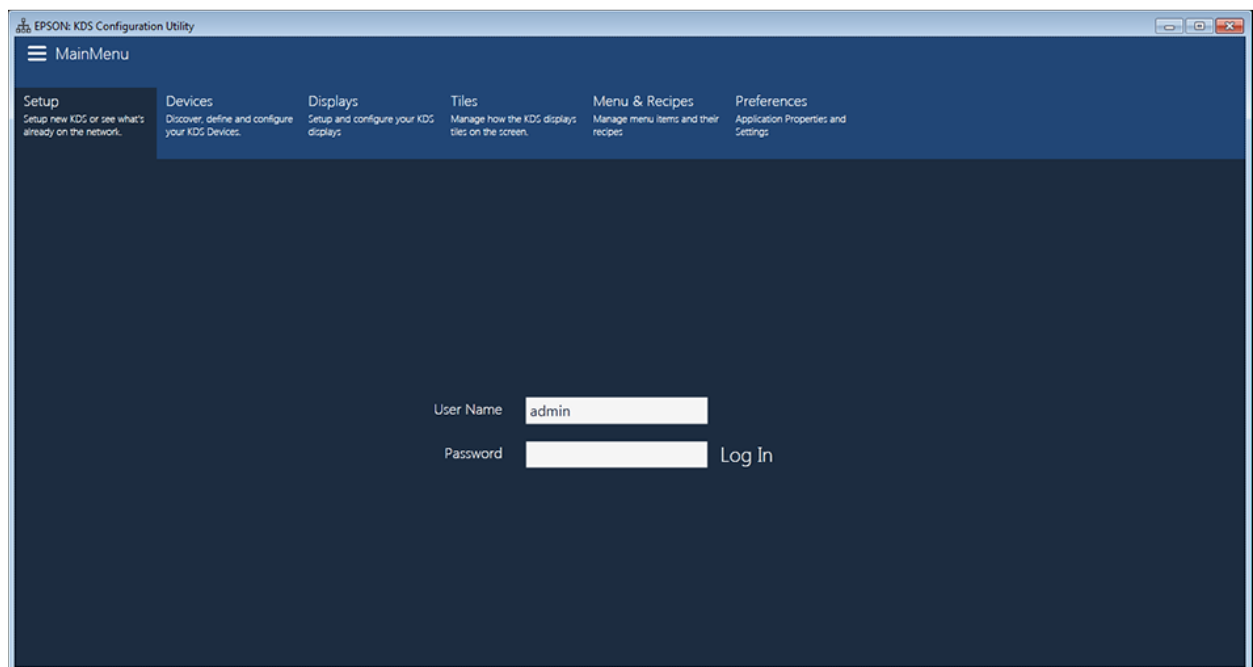 EPSON: KDS Configuration Utility
MainMenu
Setup
Setup new KDS or see what's
already on the network.
Devices
Discover, define and configure
your KDS Devices.
Displays
Setup and configure your KDS
displays
Tiles
Manage how the KDS displays
tiles on the screen.
Menu & Recipes
Manage menu items and their
recipes
Preferences
Application Properties and
Settings
User Name
admin
Password
Log In